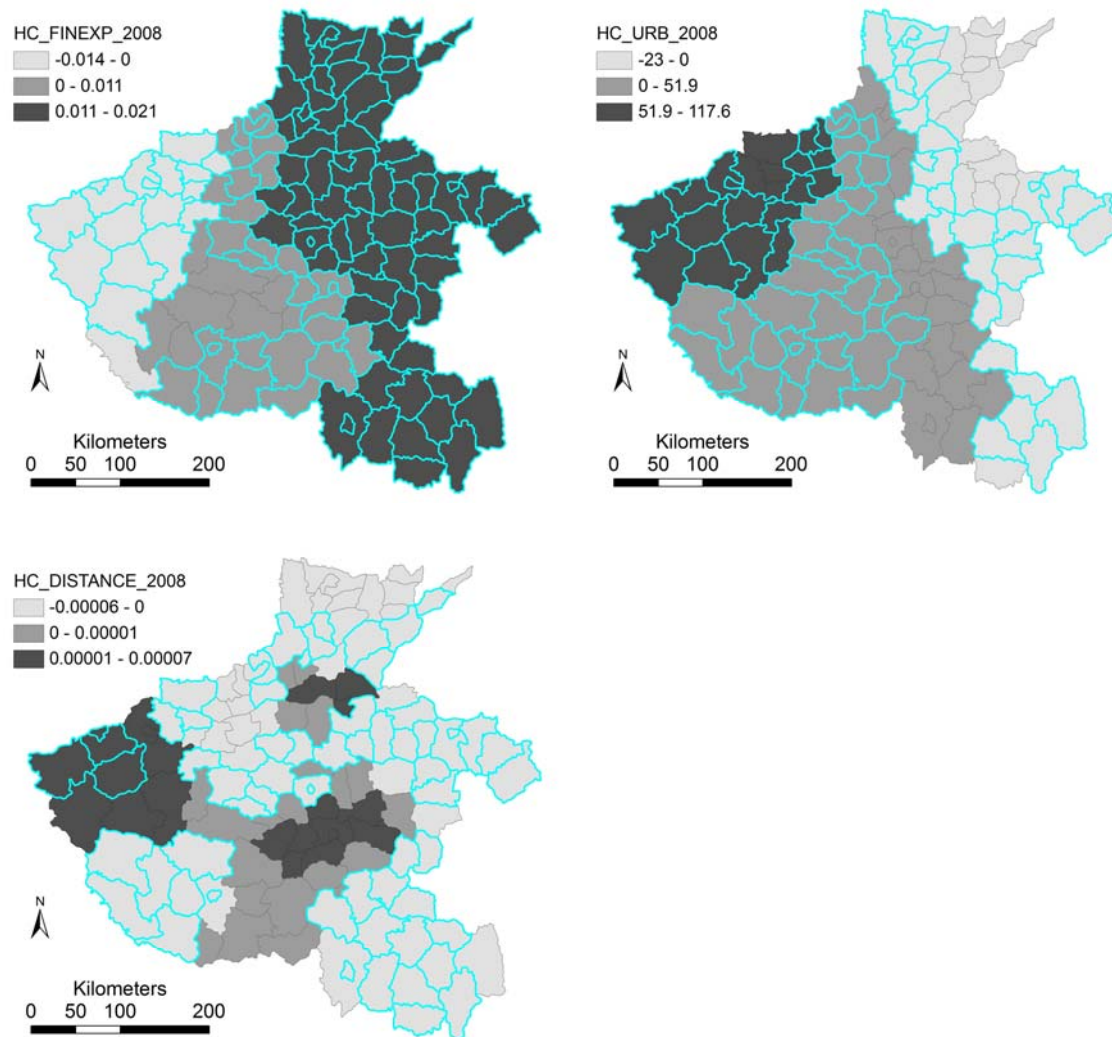 HC_FINEXP_2008
-0.014 - 0
0 - 0.011
0.011 - 0.021
N
Kilometers
0 50 100 200
HC_URB_2008
-23 - 0
0 - 51.9
51.9 - 117.6
N
Kilometers
0 50 100 200
HC_DISTANCE_2008
-0.00006 - 0
0 - 0.00001
0.00001 - 0.00007
N
Kilometers
0 50 100 200